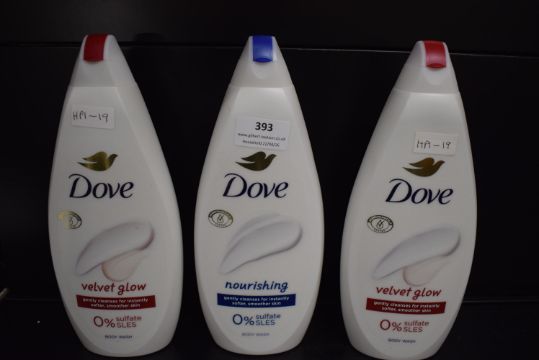 HPI-19
Dove
velvet glow
gently cleanses for instantly
softer, smoother skin
0% sulfate
SLES
BODY WASH
393
Dove
nourishing
gently cleanses for instantly
softer, smoother skin
0% sulfate
SLES
BODY WASH
HPI-19
Dove
velvet glow
gently cleanses for instantly
softer, smoother skin
0% sulfate
SLES
BODY WASH